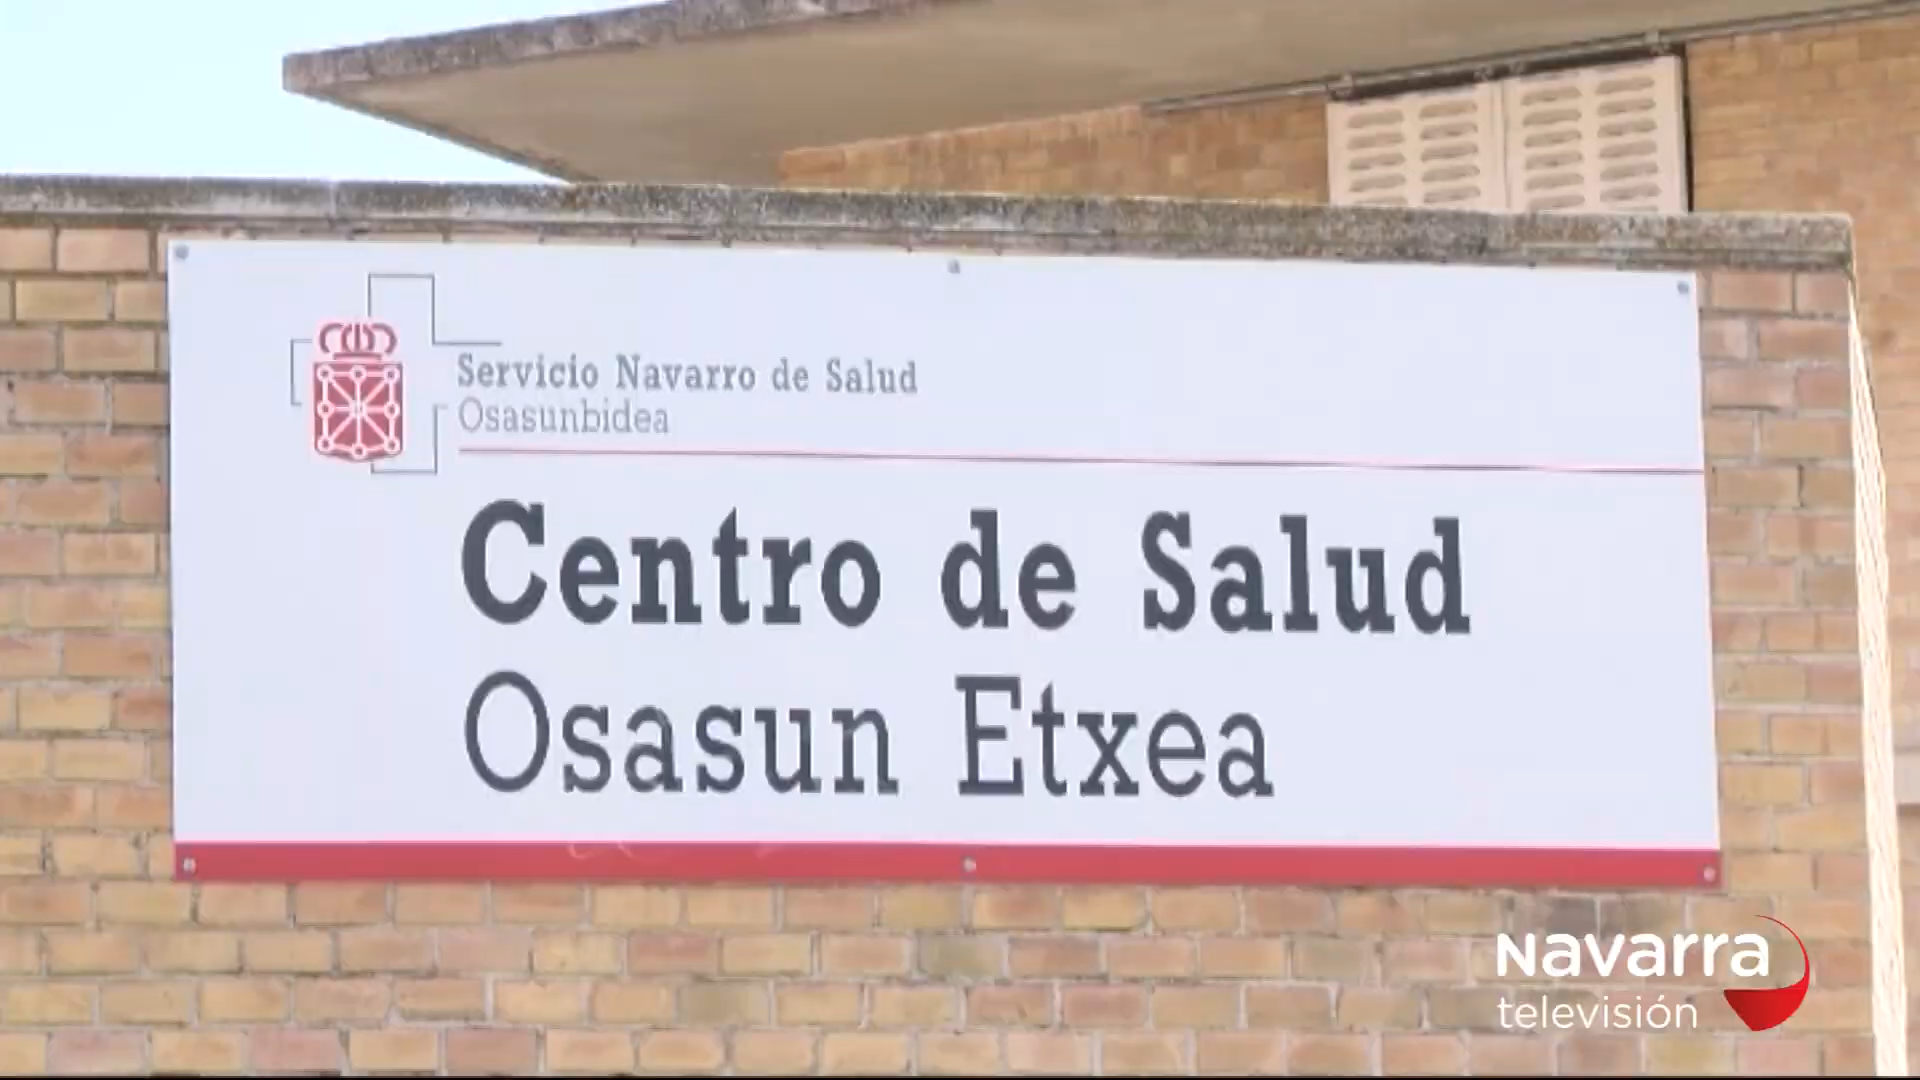 Servicio Navarro de Salud
Osasunbidea
Centro de Salud
Osasun Etxea
Navarra
televisión